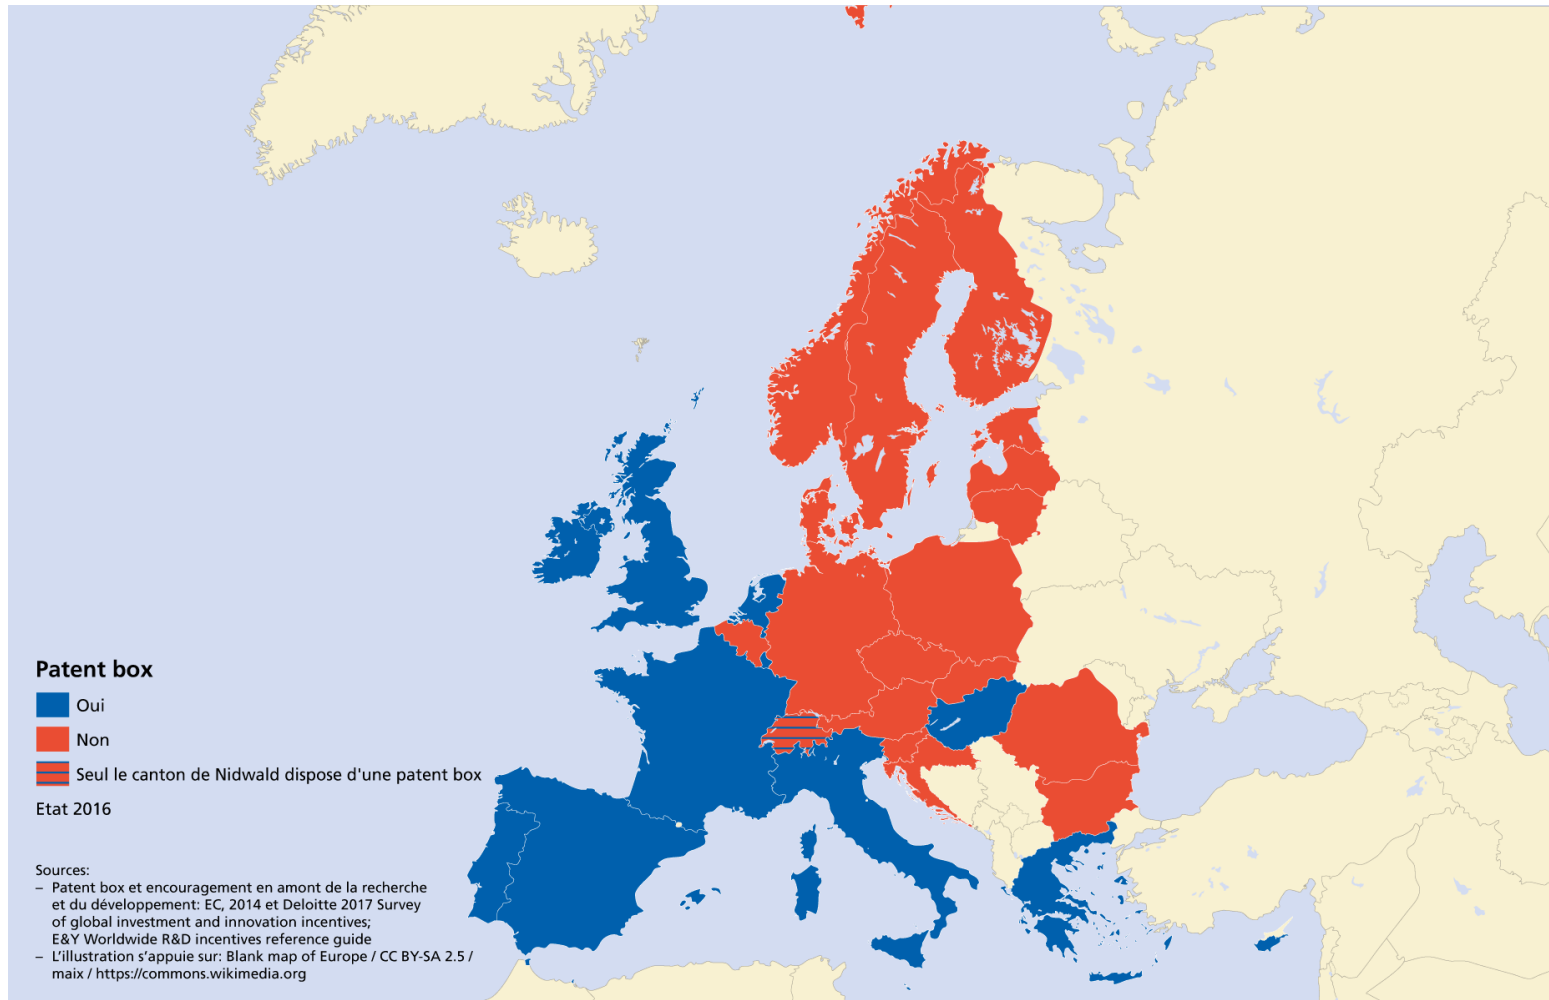 Patent box
Oui
Non
Seul le canton de Nidwald dispose d'une patent box
Etat 2016
Sources:
– Patent box et encouragement en amont de la recherche
et du développement: EC, 2014 et Deloitte 2017 Survey
of global investment and innovation incentives;
E&Y Worldwide R&D incentives reference guide
– L’illustration s’appuie sur: Blank map of Europe / CC BY-SA 2.5 /
maix / https://commons.wikimedia.org